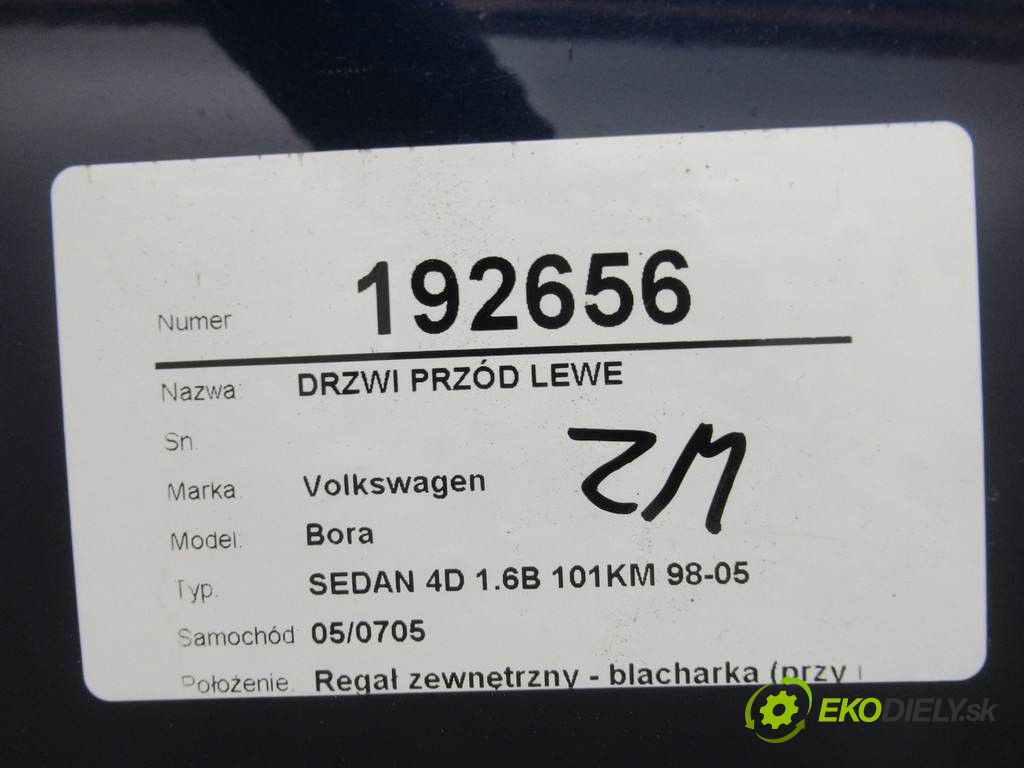 Numer 192656
Nazwa: DRZWI PRZÓD LEWE
Sn.
Marka. Volkswagen
Model: Bora
Typ. SEDAN 4D 1.6B 101KM 98-05
Samochód 05/0705
Położenie. Regał zewnętrzny - blacharka (przy
EKODIELY.sk